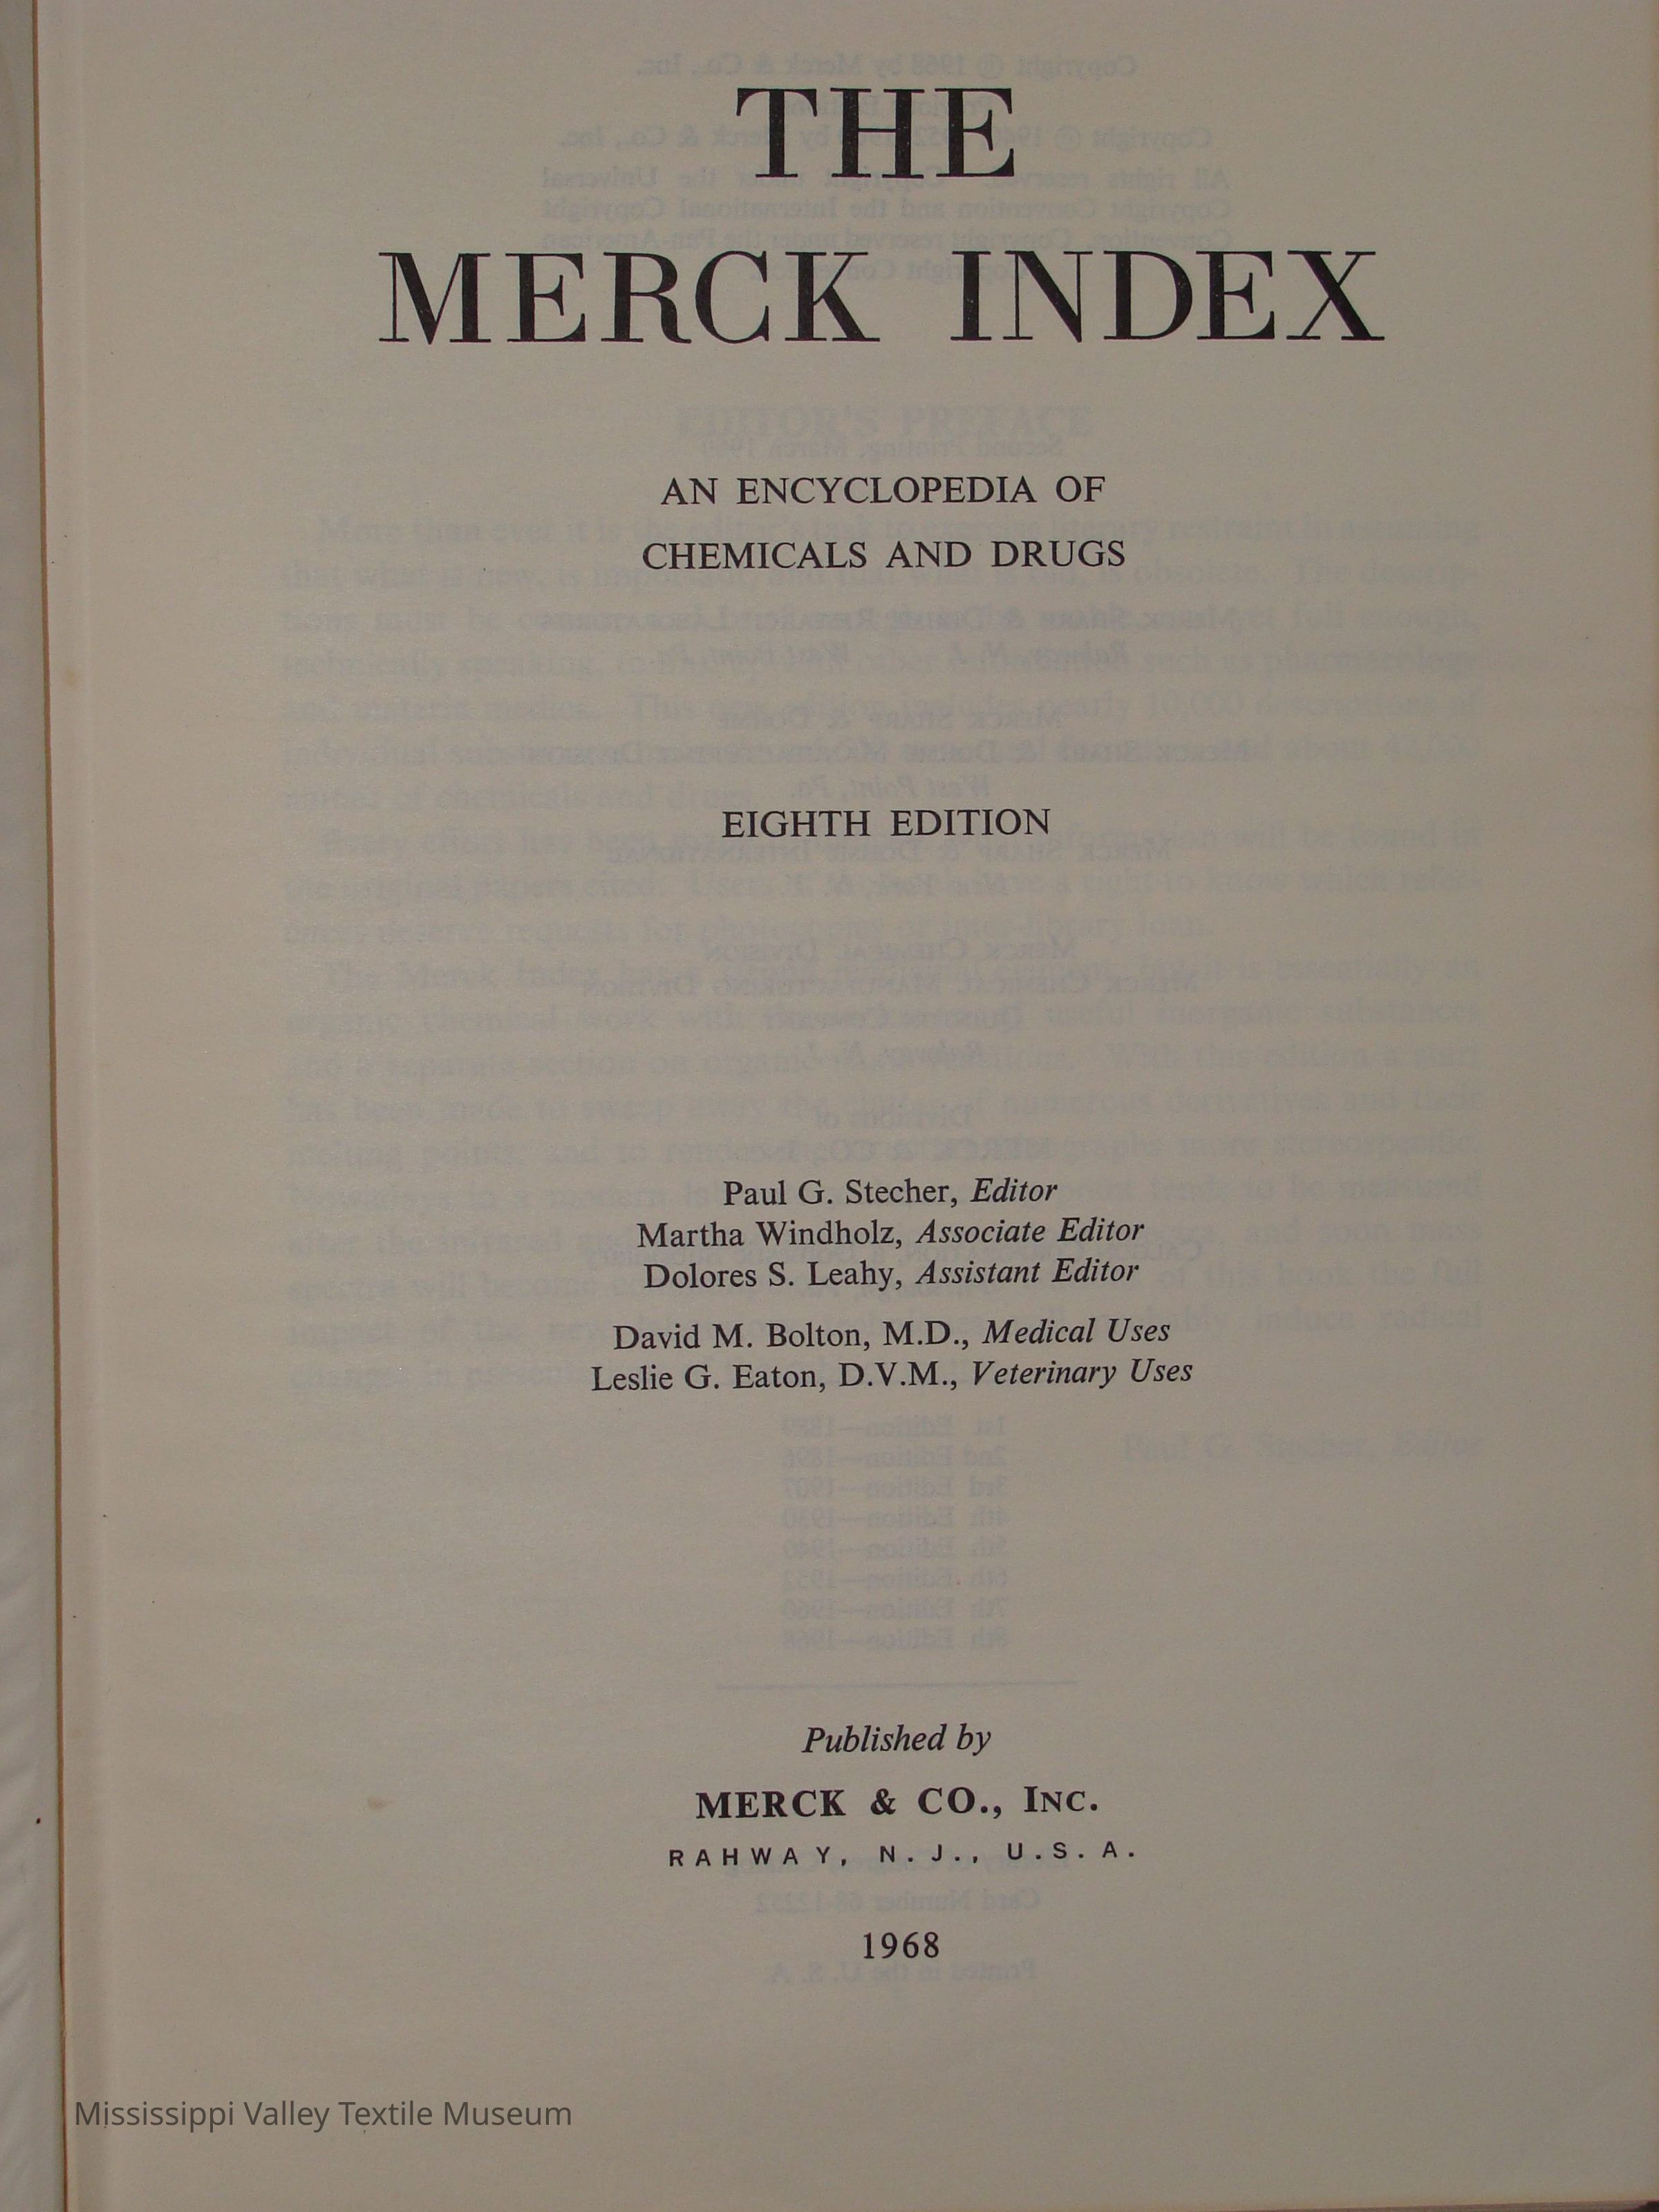 THE
MERCK INDEX
AN ENCYCLOPEDIA OF
CHEMICALS AND DRUGS
EIGHTH EDITION
Paul G. Stecher, Editor
Martha Windholz, Associate Editor
Dolores S. Leahy, Assistant Editor
David M. Bolton, M.D., Medical Uses
Leslie G. Eaton, D.V.M., Veterinary Uses
Published by
MERCK & CO., INC.
RAHWAY, N. J., U. S. A.
1968
Mississippi Valley Textile Museum